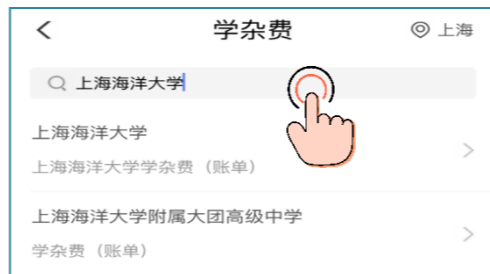 学杂费
上海
上海海洋大学
上海海洋大学
上海海洋大学学杂费（账单）
上海海洋大学附属大团高级中学
学杂费（账单）